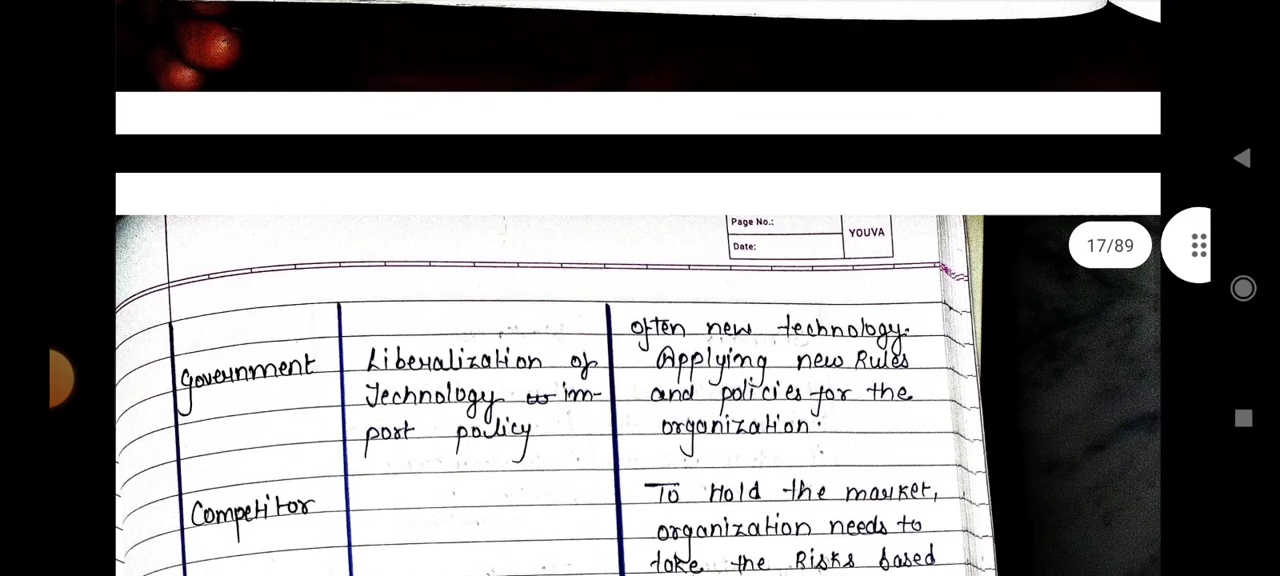 Page No.:
Date:
YOUVA
17/89
often new technology.
Government
Liberalization of
Technology im-
port policy
Applying new Rules
and policies for the
organization.
Competitor
To Hold the market,
organization needs to
take the Risks based